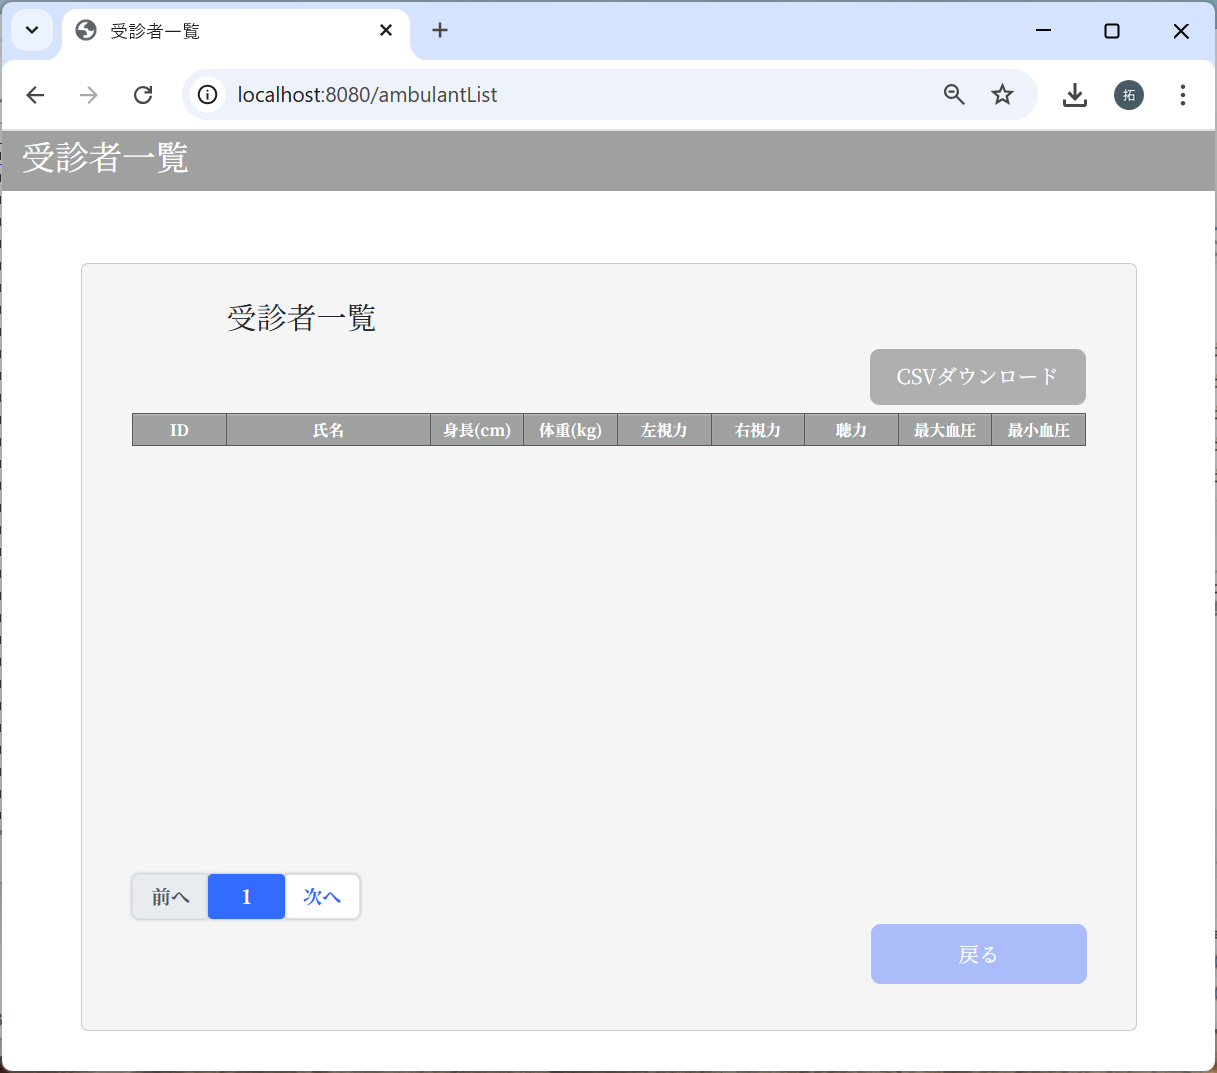 受診者一覧
localhost:8080/ambulantList
拓
受診者一覧
受診者一覧
CSVダウンロード
ID 氏名 身長(cm) 体重(kg) 左視力 右視力 聴力 最大血圧 最小血圧
前へ 1 次へ
戻る